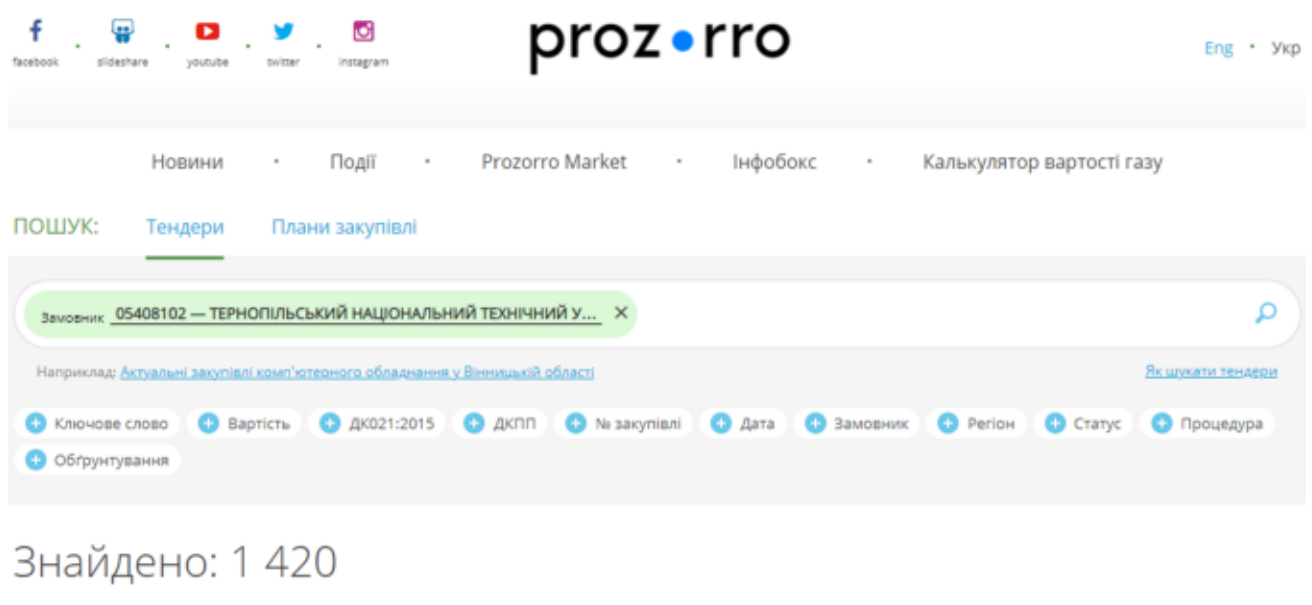 facebook · slideshare · youtube · twitter · instagram
proz•rro
Eng · Укр
Новини · Події · Prozorro Market · Інфобокс · Калькулятор вартості газу
ПОШУК: Тендери Плани закупівлі
Замовник 05408102 — ТЕРНОПІЛЬСЬКИЙ НАЦІОНАЛЬНИЙ ТЕХНІЧНИЙ У... ×
Наприклад: Актуальні закупівлі комп'ютерного обладнання у Вінницькій області Як шукати тендери
Ключове слово Вартість ДК021:2015 ДКПП № закупівлі Дата Замовник Регіон Статус Процедура
Обґрунтування
Знайдено: 1 420